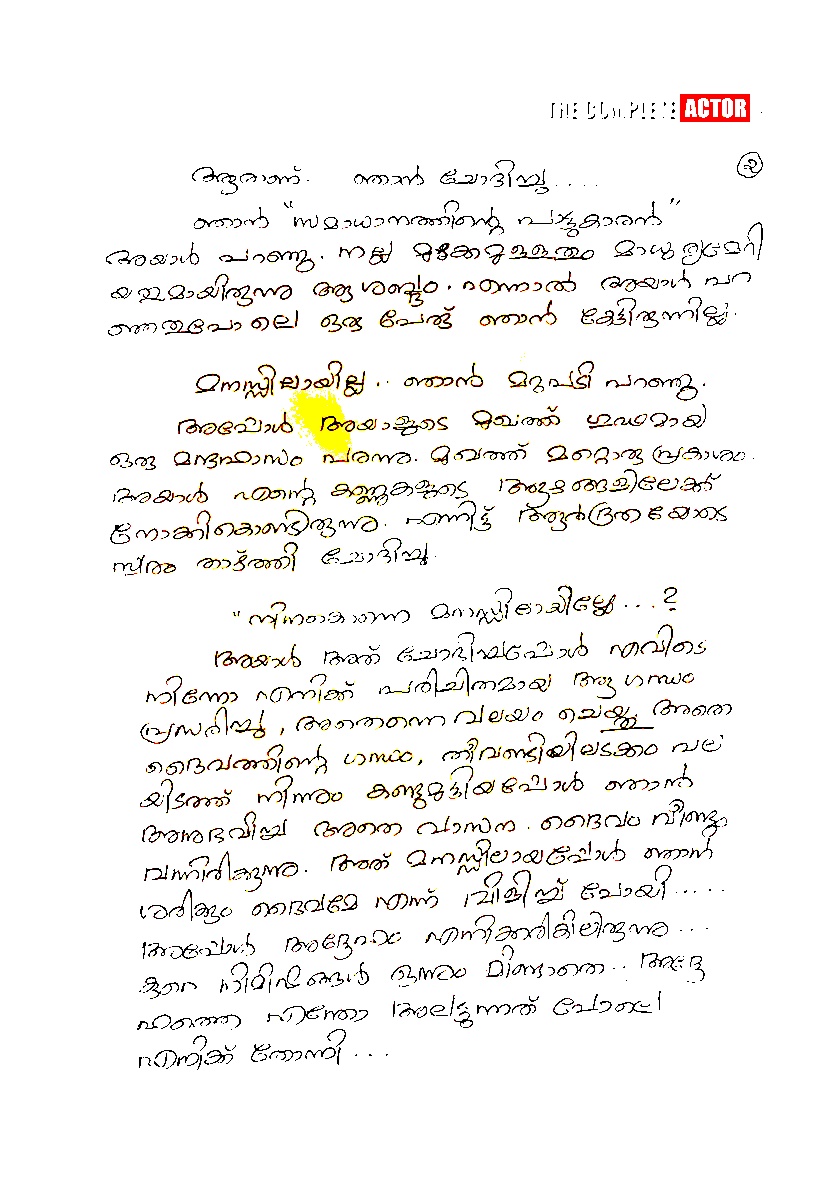 THE COMPLETE ACTOR
൨
ആരാണ്. ഞാൻ ചോദിച്ചു....
ഞാൻ "സമാധാനത്തിന്റെ പാട്ടുകാരൻ"
അയാൾ പറഞ്ഞു. നല്ല മുഴക്കമുള്ളതും മാധുര്യമേറി
യതുമായിരുന്നു ആ ശബ്ദം. എന്നാൽ അയാൾ പറ
ഞ്ഞതുപോലെ ഒരു പേര് ഞാൻ കേട്ടിരുന്നില്ല.
മനസ്സിലായില്ല.. ഞാൻ മറുപടി പറഞ്ഞു.
അപ്പോൾ അയാളുടെ മുഖത്ത് ഗൂഢമായ
ഒരു മന്ദഹാസം പരന്നു. മുഖത്ത് മറ്റൊരു പ്രകാശം.
അയാൾ എന്റെ കണ്ണുകളുടെ ആഴങ്ങളിലേക്ക്
നോക്കികൊണ്ടിരുന്നു. എന്നിട്ട് ആർദ്രതയോടെ
സ്വരം താഴ്ത്തി ചോദിച്ചു.
"നിനക്കെന്നെ മനസ്സിലായില്ലേ...?
അയാൾ അത് ചോദിച്ചപ്പോൾ എവിടെ
നിന്നോ എനിക്ക് പരിചിതമായ ആ ഗന്ധം
പ്രസരിച്ചു, അതെന്നെ വലയം ചെയ്തു അതെ
ദൈവത്തിന്റെ ഗന്ധം, തീവണ്ടിയിലടക്കം പല
യിടത്ത് നിന്നും കണ്ടുമുട്ടിയപ്പോൾ ഞാൻ
അനുഭവിച്ച അതെ വാസന. ദൈവം വീണ്ടും
വന്നിരിക്കുന്നു. അത് മനസ്സിലായപ്പോൾ ഞാൻ
ശരിക്കും ദൈവമേ എന്ന് വിളിച്ച് പോയി.....
അപ്പോൾ അദ്ദേഹം എനിക്കരികിലിരുന്നു...
കുറെ നിമിഷങ്ങൾ ഒന്നും മിണ്ടാതെ.. അദ്ദേ
ഹത്തെ എന്തോ അലട്ടുന്നത് പോലെ
എനിക്ക് തോന്നി...